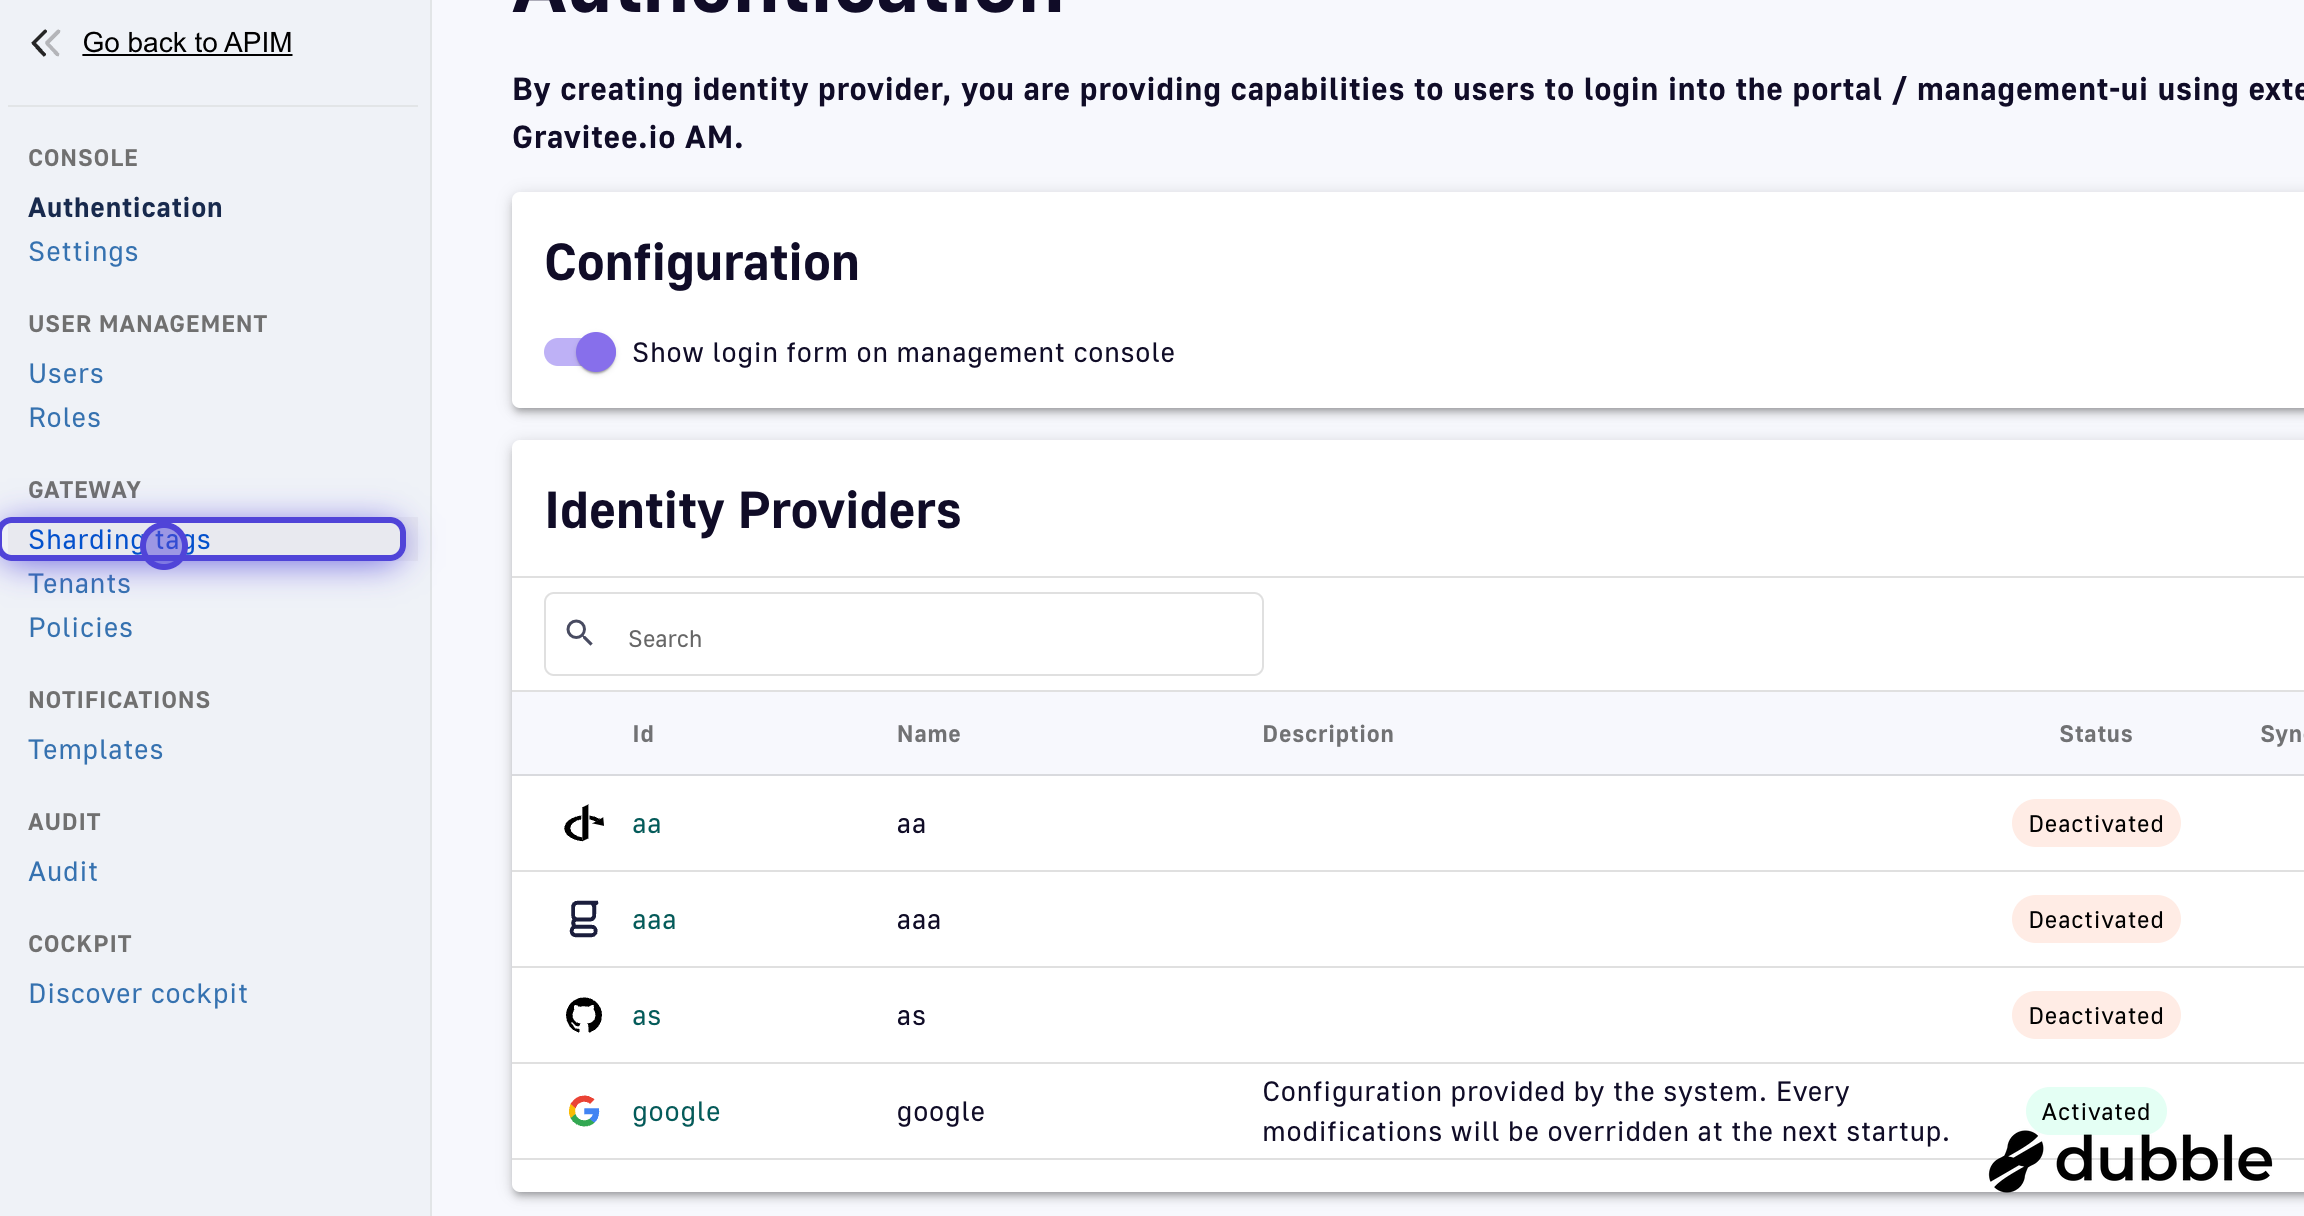 Go back to APIM
CONSOLE
Authentication
Settings
USER MANAGEMENT
Users
Roles
GATEWAY
Sharding tags
Tenants
Policies
NOTIFICATIONS
Templates
AUDIT
Audit
COCKPIT
Discover cockpit
Authentication
By creating identity provider, you are providing capabilities to users to login into the portal / management-ui using exte
Gravitee.io AM.
Configuration
Show login form on management console
Identity Providers
Search
Id Name Description Status Syn
aa aa Deactivated
aaa aaa Deactivated
as as Deactivated
google google Configuration provided by the system. Every Activated
modifications will be overridden at the next startup.
dubble